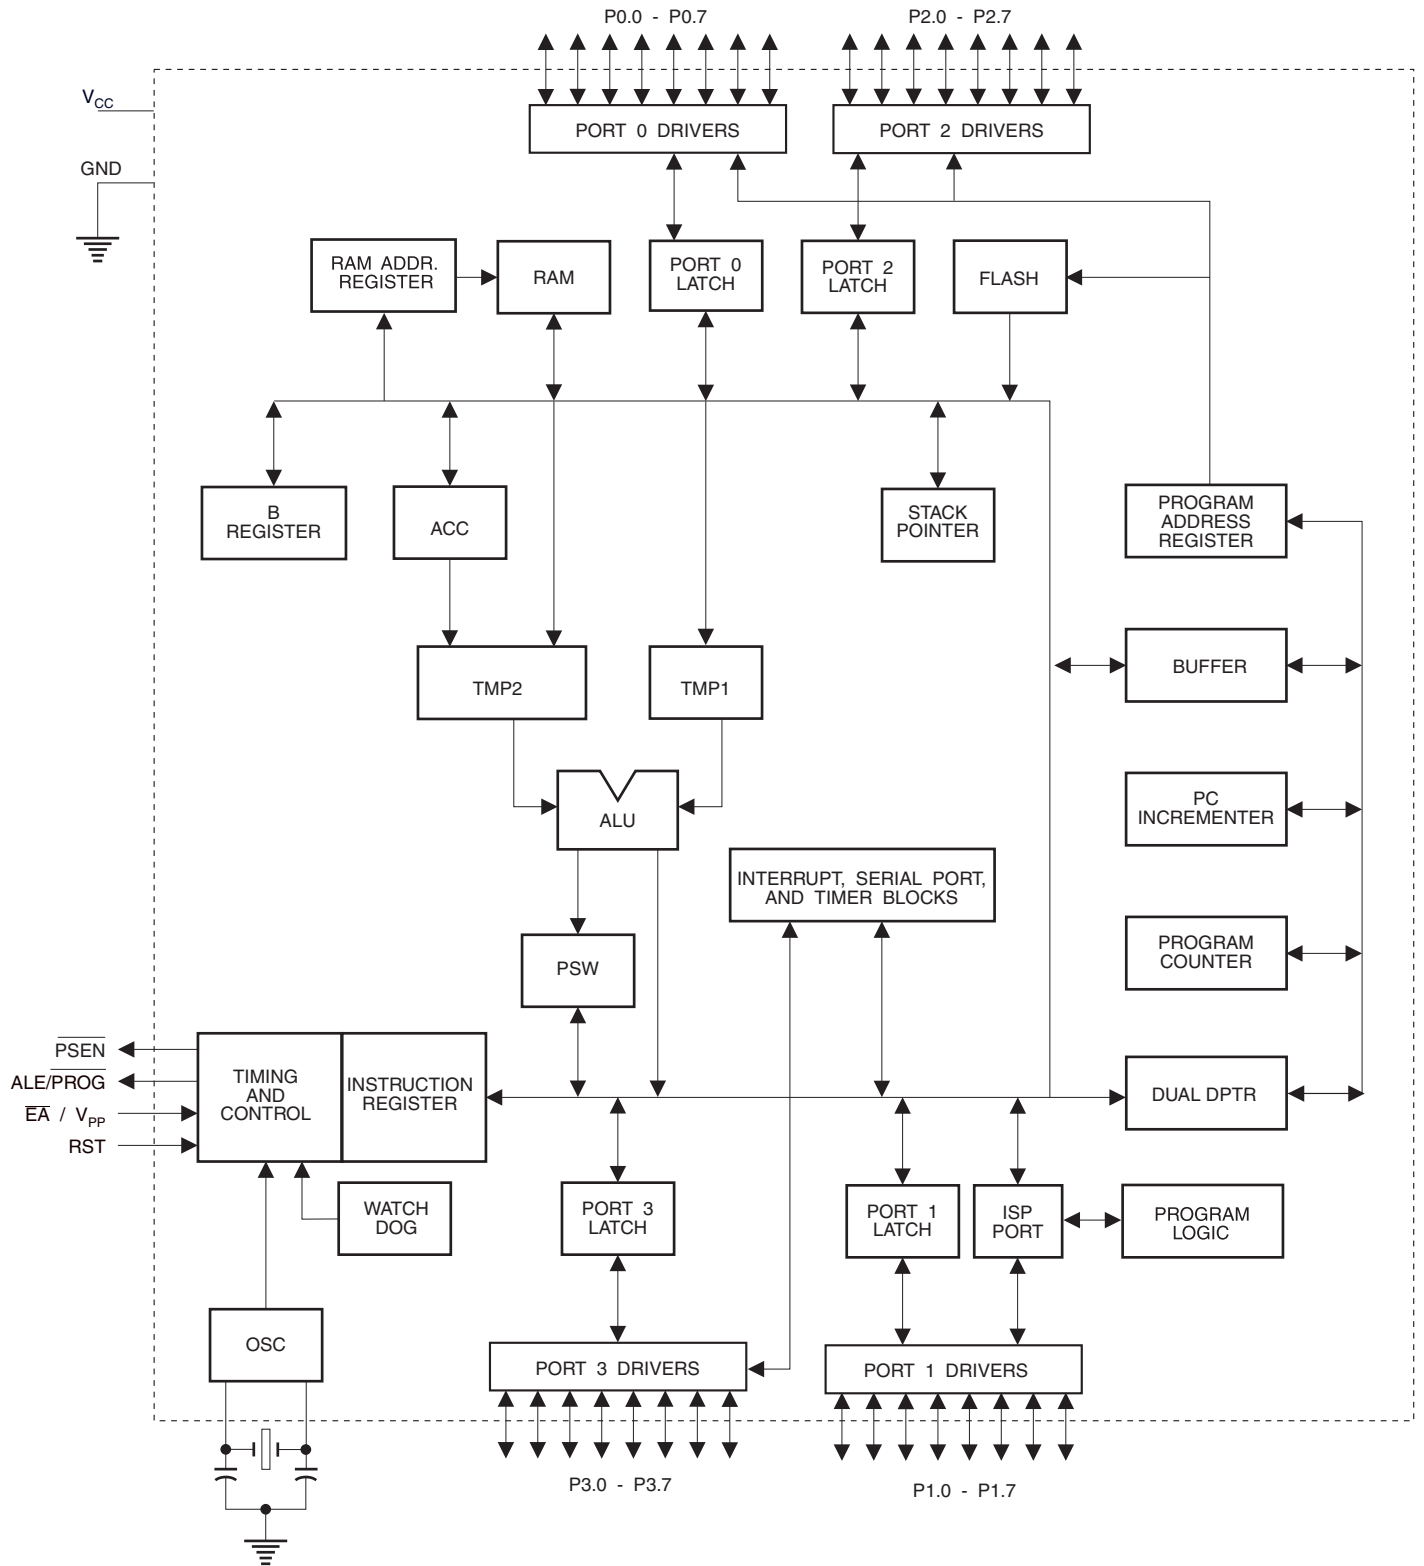 P0.0 - P0.7
P2.0 - P2.7
VCC
PORT 0 DRIVERS
PORT 2 DRIVERS
GND
RAM ADDR.
REGISTER
RAM
PORT 0
LATCH
PORT 2
LATCH
FLASH
B
REGISTER
ACC
STACK
POINTER
PROGRAM
ADDRESS
REGISTER
TMP2
TMP1
BUFFER
ALU
PC
INCREMENTER
INTERRUPT, SERIAL PORT,
AND TIMER BLOCKS
PSW
PROGRAM
COUNTER
PSEN
ALE/PROG
EA / VPP
RST
TIMING
AND
CONTROL
INSTRUCTION
REGISTER
DUAL DPTR
WATCH
DOG
PORT 3
LATCH
PORT 1
LATCH
ISP
PORT
PROGRAM
LOGIC
OSC
PORT 3 DRIVERS
PORT 1 DRIVERS
P3.0 - P3.7
P1.0 - P1.7